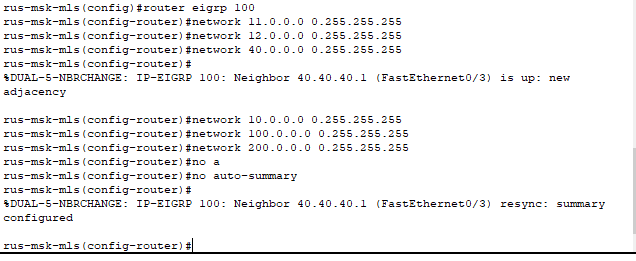 rus-msk-mls(config)#router eigrp 100
rus-msk-mls(config-router)#network 11.0.0.0 0.255.255.255
rus-msk-mls(config-router)#network 12.0.0.0 0.255.255.255
rus-msk-mls(config-router)#network 40.0.0.0 0.255.255.255
rus-msk-mls(config-router)#
%DUAL-5-NBRCHANGE: IP-EIGRP 100: Neighbor 40.40.40.1 (FastEthernet0/3) is up: new
adjacency
rus-msk-mls(config-router)#network 10.0.0.0 0.255.255.255
rus-msk-mls(config-router)#network 100.0.0.0 0.255.255.255
rus-msk-mls(config-router)#network 200.0.0.0 0.255.255.255
rus-msk-mls(config-router)#no a
rus-msk-mls(config-router)#no auto-summary
rus-msk-mls(config-router)#
%DUAL-5-NBRCHANGE: IP-EIGRP 100: Neighbor 40.40.40.1 (FastEthernet0/3) resync: summary
configured
rus-msk-mls(config-router)#